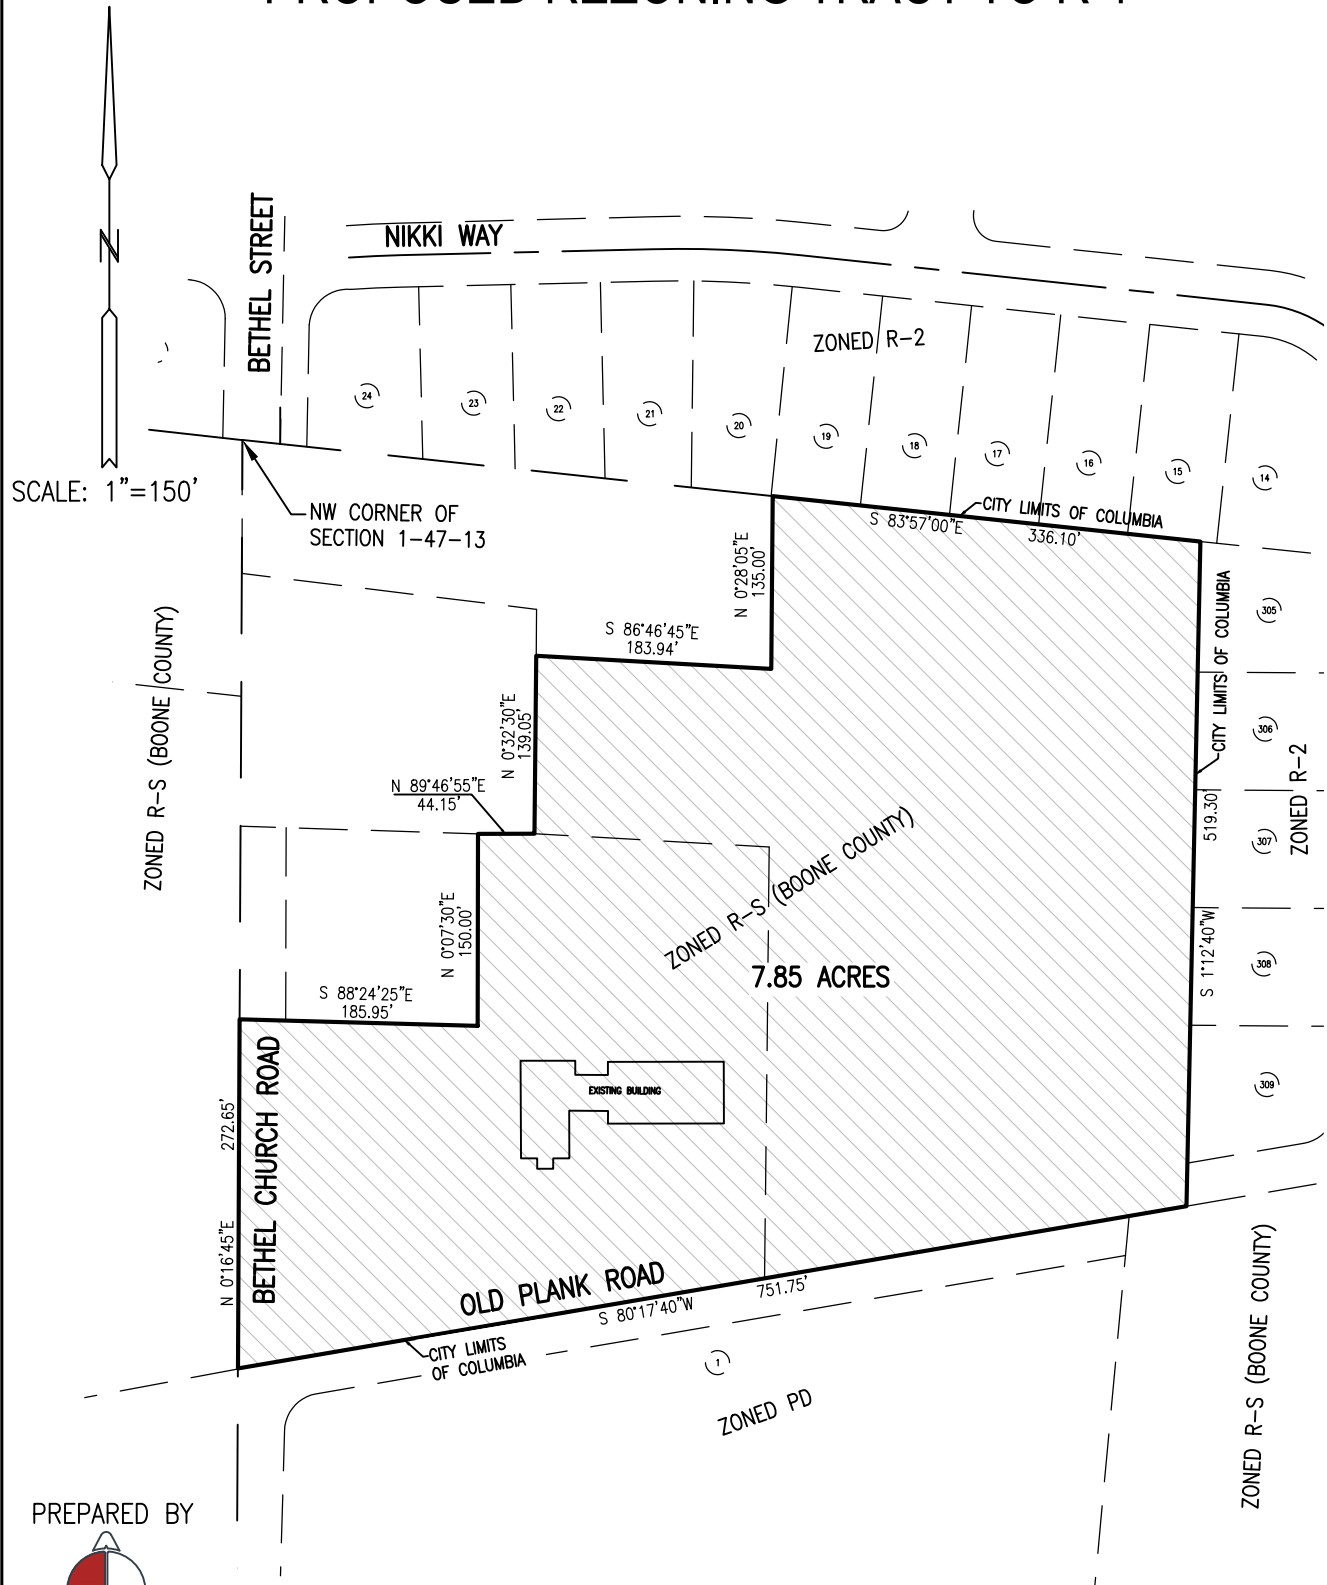 PROPOSED REZONING TRACT TO
N
SCALE: 1"=150'
BETHEL STREET
NIKKI WAY
ZONED R-2
24
23
22
21
20
19
18
17
16
15
14
NW CORNER OF
SECTION 1-47-13
CITY LIMITS OF COLUMBIA
S 83°57'00"E
336.10'
N 0°28'05"E
135.00'
S 86°46'45"E
183.94'
N 0°32'30"E
139.05'
N 89°46'55"E
44.15'
N 0°07'30"E
150.00'
S 88°24'25"E
185.95'
ZONED R-S (BOONE COUNTY)
ZONED R-S (BOONE COUNTY)
7.85 ACRES
EXISTING BUILDING
CITY LIMITS OF COLUMBIA
519.30'
S 1°12'40"W
305
306
307
308
309
ZONED R-2
272.65'
N 0°16'45"E
BETHEL CHURCH ROAD
OLD PLANK ROAD
S 80°17'40"W
751.75'
CITY LIMITS
OF COLUMBIA
1
ZONED PD
ZONED R-S (BOONE COUNTY)
PREPARED BY